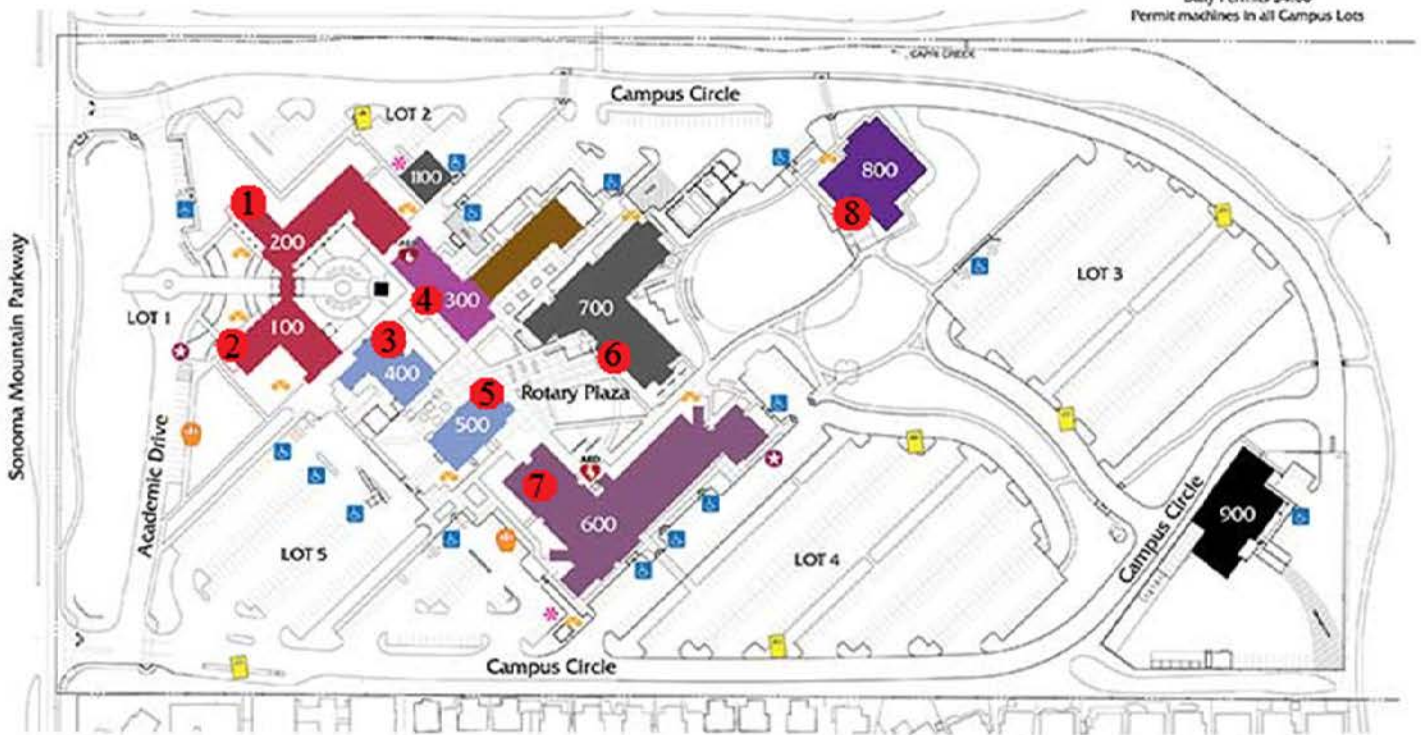 Permit machines in all Campus Lots
CAPRI CREEK
Campus Circle
LOT 2
1100
800
1
200
8
LOT 3
4
300
700
LOT 1
100
2
3
400
6
5
Rotary Plaza
500
AED
7
600
900
LOT 5
LOT 4
Sonoma Mountain Parkway
Academic Drive
Campus Circle
Campus Circle